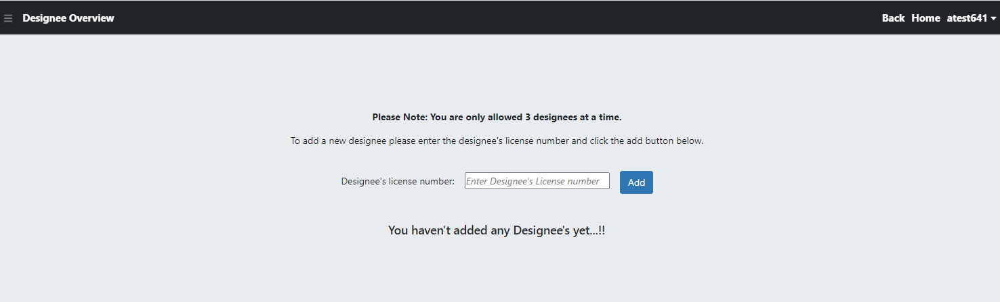 Designee Overview
Back Home atest641
Please Note: You are only allowed 3 designees at a time.
To add a new designee please enter the designee's license number and click the add button below.
Designee's license number: Enter Designee's License number Add
You haven't added any Designee's yet...!!